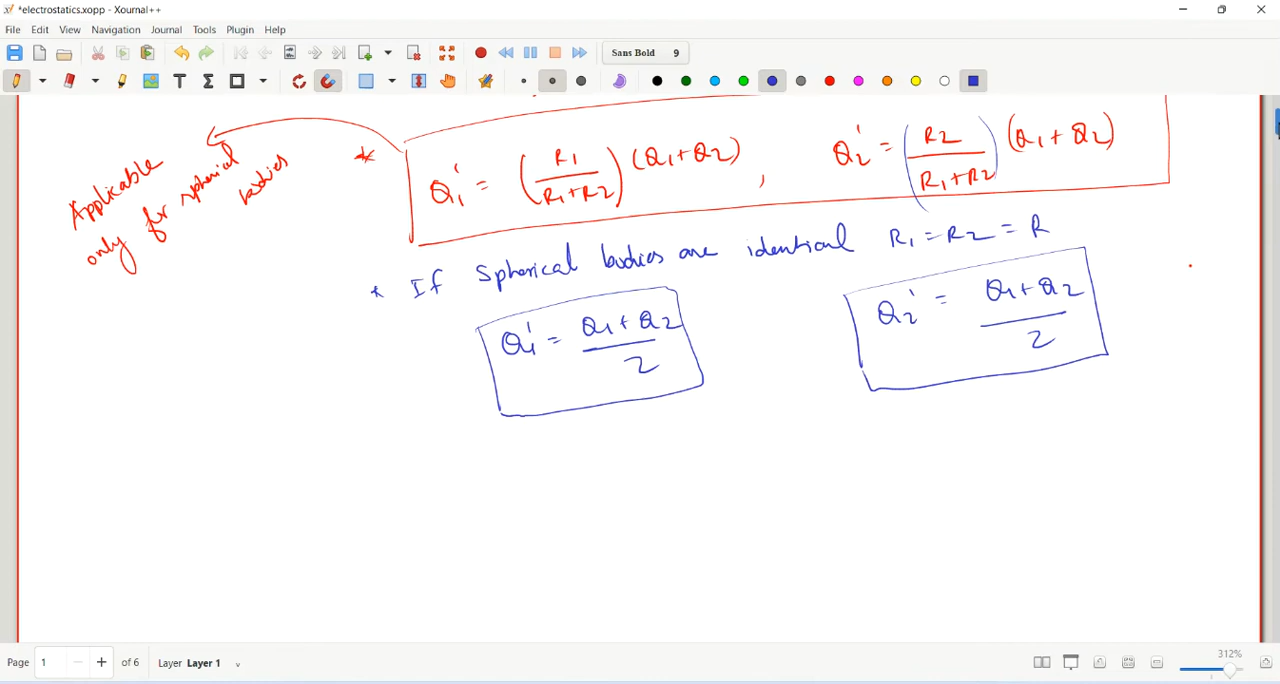 *electrostatics.xopp - Xournal++
File Edit View Navigation Journal Tools Plugin Help
Sans Bold 9
Applicable
only for spherical
bodies
* Q₁' = (R₁/(R₁+R₂)) (Q₁+Q₂) , Q₂' = (R₂/(R₁+R₂)) (Q₁+Q₂)
* If Spherical bodies are identical R₁ = R₂ = R
Q₁' = (Q₁+Q₂)/2 Q₂' = (Q₁+Q₂)/2
Page 1 of 6 Layer Layer 1 312%